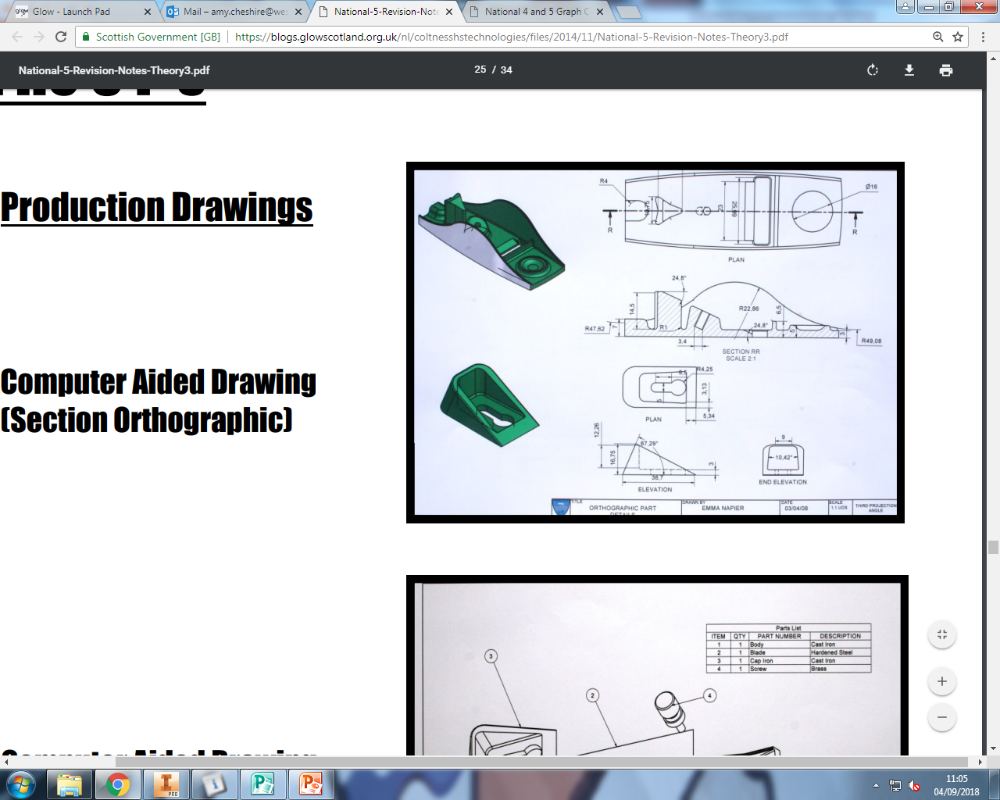 Glow - Launch Pad
Mail – amy.cheshire@wes
National-5-Revision-Note
National 4 and 5 Graph C
Scottish Government [GB]
https://blogs.glowscotland.org.uk/nl/coltnesshstechnologies/files/2014/11/National-5-Revision-Notes-Theory3.pdf
National-5-Revision-Notes-Theory3.pdf
25 / 34
Production Drawings
Computer Aided Drawing
(Section Orthographic)
R4
23
25,99
Ø16
R
R
PLAN
24,8°
14,5
R22,86
6,5
R47,62
7
R1
24,8°
5
3
3,4
R49,08
SECTION RR
SCALE 2:1
R4,25
6,5
3,13
5
5,34
PLAN
12,26
67,29°
16,75
3
38,7
ELEVATION
9
10,42°
END ELEVATION
TITLE
ORTHOGRAPHIC PART
DETAILS
DRAWN BY
EMMA NAPIER
DATE
03/04/08
SCALE
THIRD PROJECTION
ANGLE
Parts List
ITEM QTY PART NUMBER DESCRIPTION
1 1 Body Cast Iron
2 1 Blade Hardened Steel
3 1 Cap Iron Cast Iron
4 1 Screw Brass
3
2
4
Computer Aided Drawing
PRO
11:05
04/09/2018